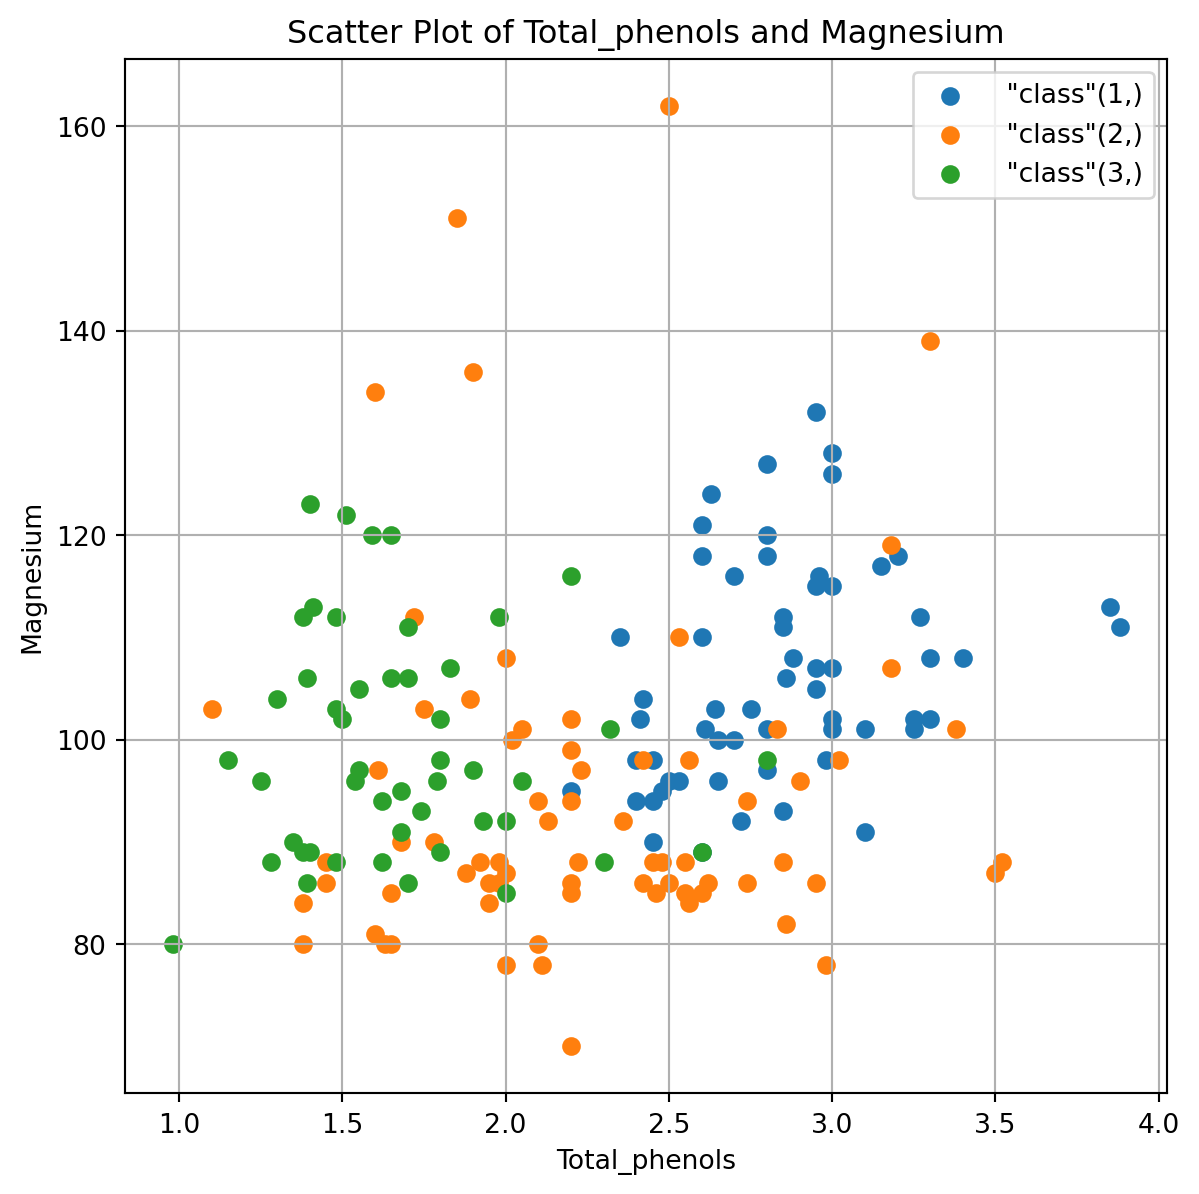 Scatter Plot of Total_phenols and Magnesium
"class"(1,)
"class"(2,)
"class"(3,)
160
140
120
100
80
Magnesium
1.0 1.5 2.0 2.5 3.0 3.5 4.0
Total_phenols